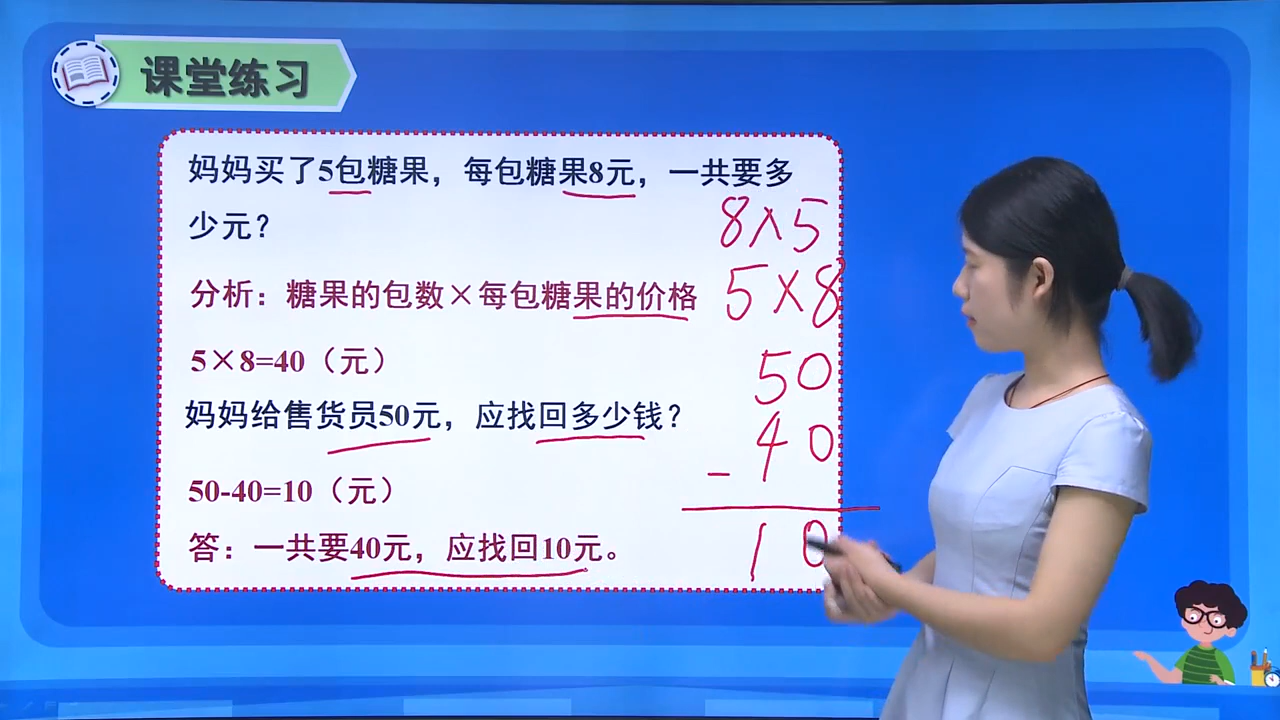 课堂练习
妈妈买了5包糖果，每包糖果8元，一共要多
少元？
8×5
分析：糖果的包数×每包糖果的价格
5×8
5×8=40（元）
50
妈妈给售货员50元，应找回多少钱？
40
-
50-40=10（元）
10
答：一共要40元，应找回10元。